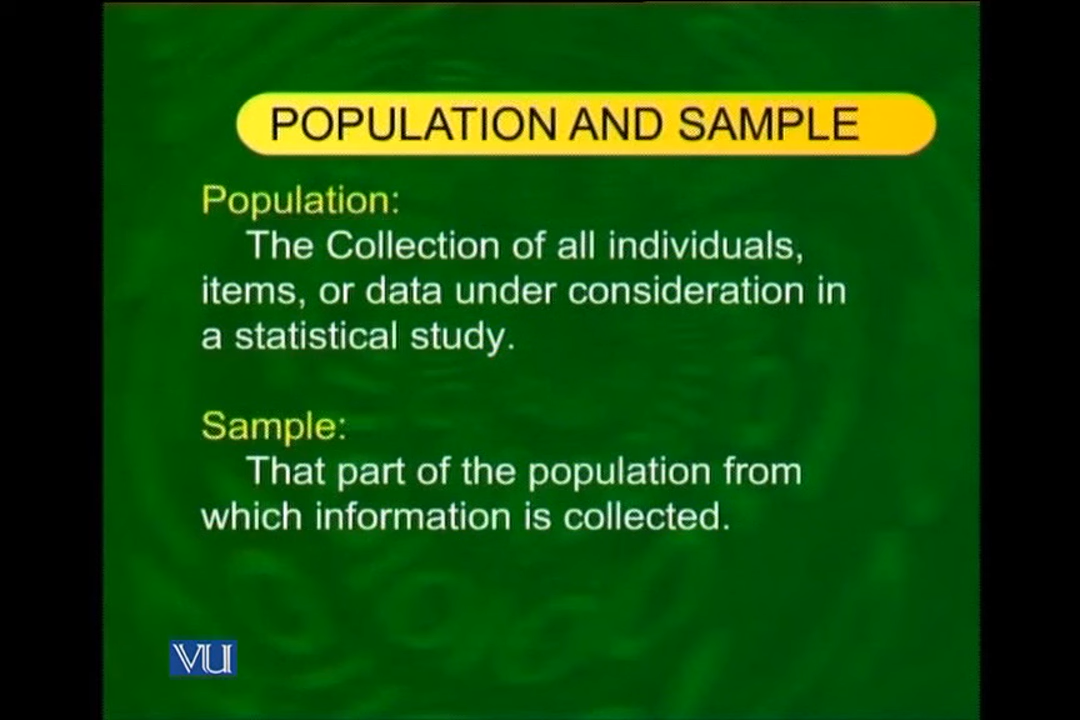 POPULATION AND SAMPLE
Population:
The Collection of all individuals,
items, or data under consideration in
a statistical study.
Sample:
That part of the population from
which information is collected.
VU